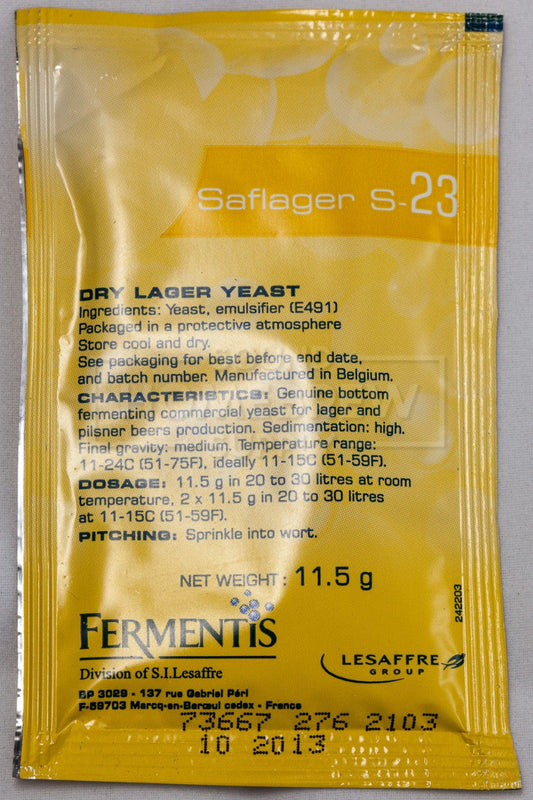 Saflager S-23
DRY LAGER YEAST
Ingredients: Yeast, emulsifier (E491)
Packaged in a protective atmosphere
Store cool and dry.
See packaging for best before end date,
and batch number. Manufactured in Belgium.
CHARACTERISTICS: Genuine bottom
fermenting commercial yeast for lager and
pilsner beers production. Sedimentation: high.
Final gravity: medium. Temperature range:
11-24C (51-75F), ideally 11-15C (51-59F).
DOSAGE: 11.5 g in 20 to 30 litres at room
temperature, 2 x 11.5 g in 20 to 30 litres
at 11-15C (51-59F).
PITCHING: Sprinkle into wort.
NET WEIGHT: 11.5 g
242203
FERMENTIS
Division of S.I.Lesaffre
LESAFFRE
GROUP
BP 3029 - 137 rue Gabriel Péri
F-59703 Marcq-en-Barœul cedex - France
73667 276 2103
10 2013